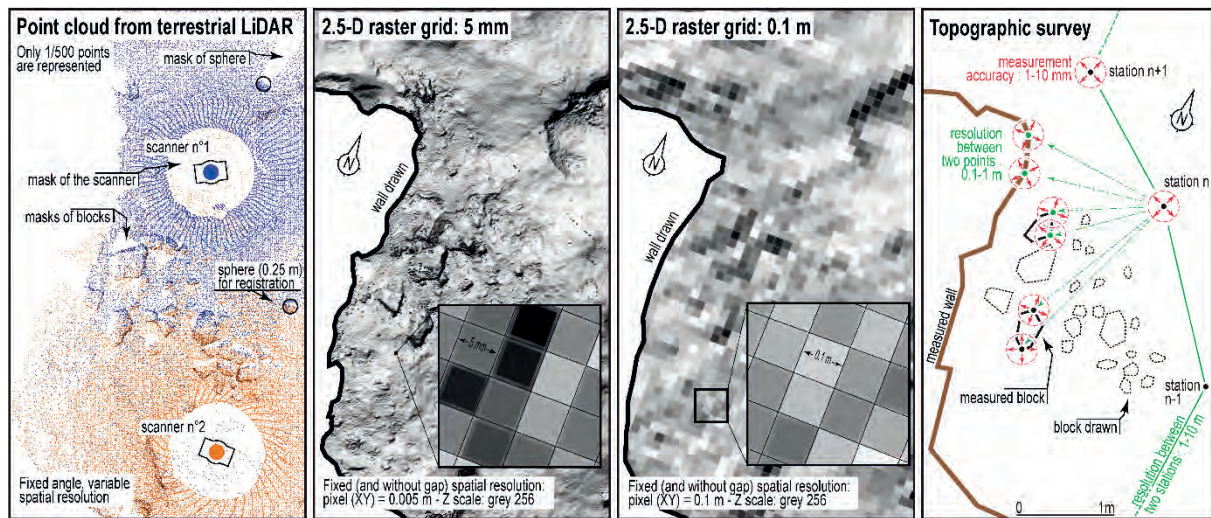 Point cloud from terrestrial LiDAR
Only 1/500 points
are represented
mask of sphere
scanner n°1
mask of the scanner
masks of blocks
sphere (0.25 m)
for registration
scanner n°2
Fixed angle, variable
spatial resolution
2.5-D raster grid: 5 mm
N
wall drawn
5 mm
Fixed (and without gap) spatial resolution:
pixel (XY) = 0.005 m - Z scale: grey 256
2.5-D raster grid: 0.1 m
N
wall drawn
0.1 m
Fixed (and without gap) spatial resolution:
pixel (XY) = 0.1 m - Z scale: grey 256
Topographic survey
measurement
accuracy : 1-10 mm
station n+1
N
resolution
between
two points
0.1-1 m
station n
measured wall
measured block
block drawn
station
n-1
resolution between
two stations : 1-10 m
0 1m